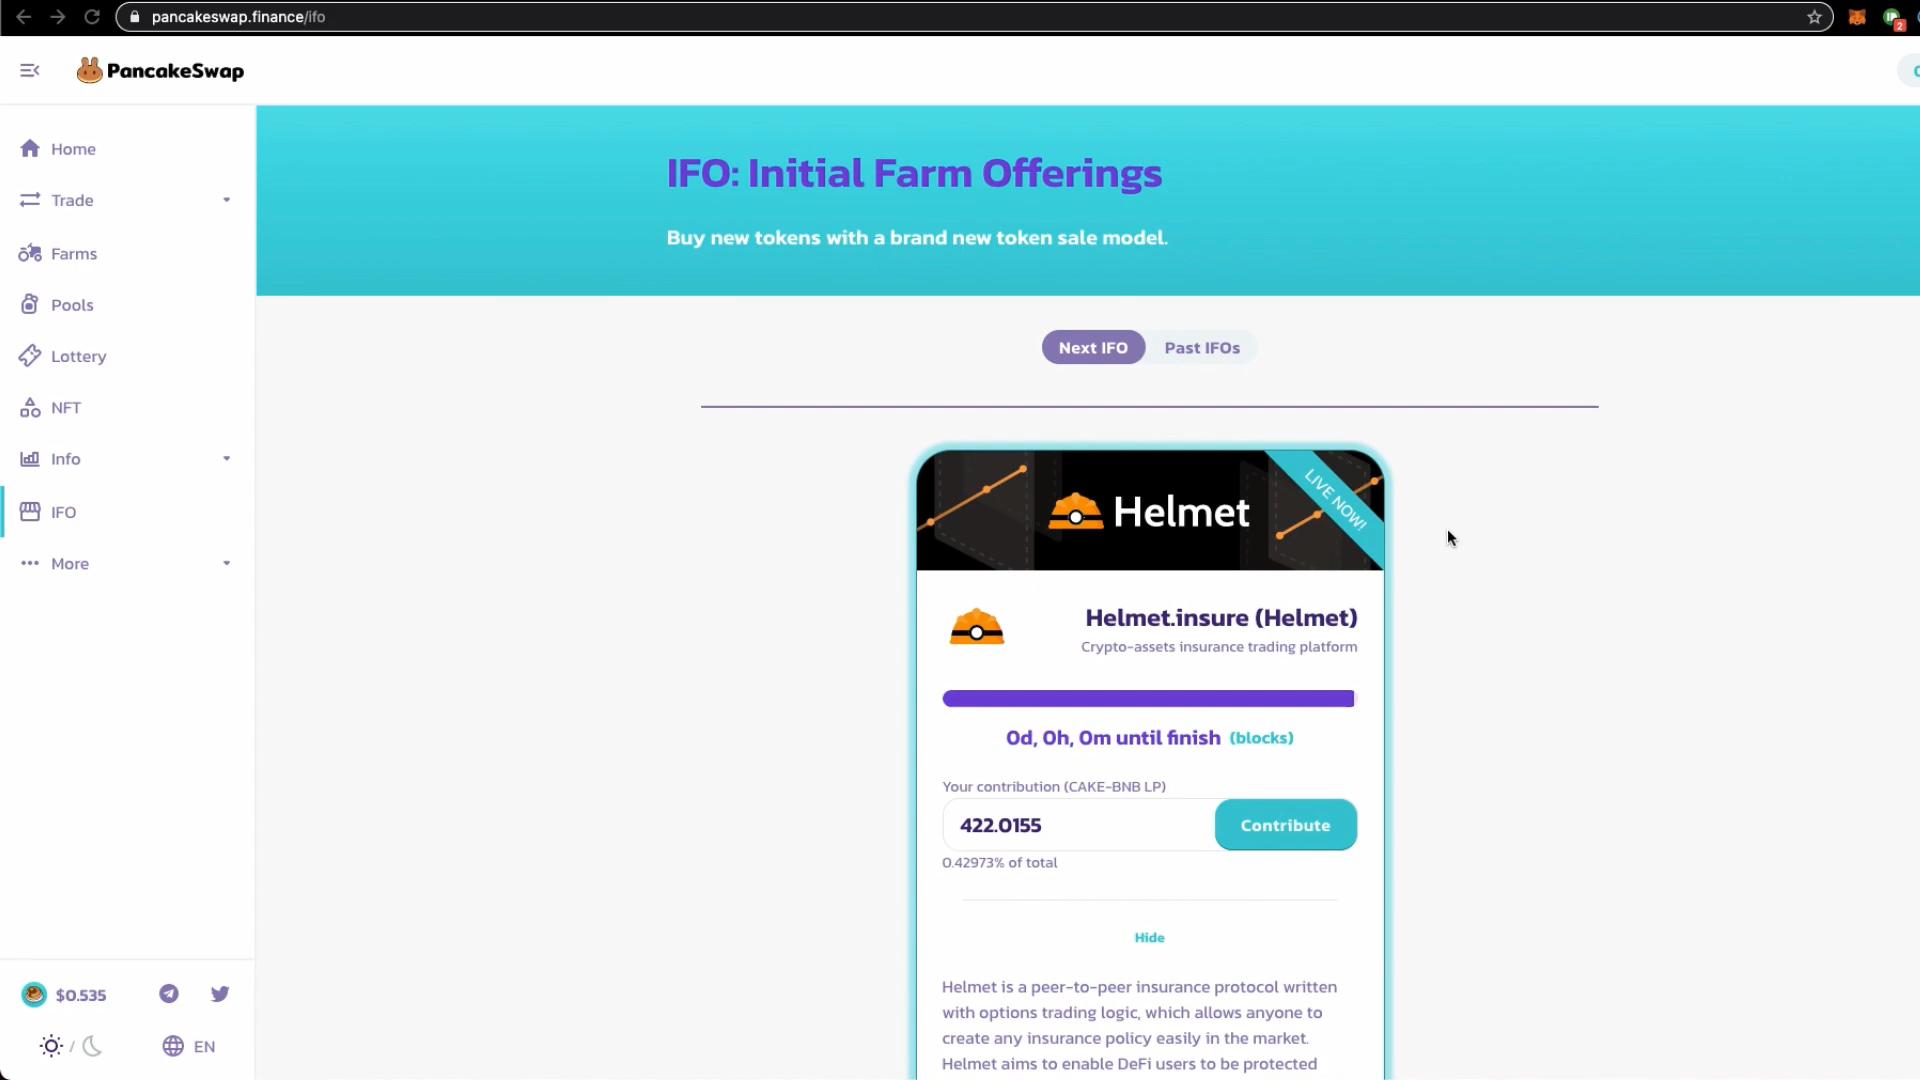 pancakeswap.finance/ifo
2
PancakeSwap
Home
Trade
Farms
Pools
Lottery
NFT
Info
IFO
More
$0.535
EN
IFO: Initial Farm Offerings
Buy new tokens with a brand new token sale model.
Next IFO
Past IFOs
Helmet
LIVE NOW!
Helmet.insure (Helmet)
Crypto-assets insurance trading platform
0d, 0h, 0m until finish (blocks)
Your contribution (CAKE-BNB LP)
422.0155
Contribute
0.42973% of total
Hide
Helmet is a peer-to-peer insurance protocol written
with options trading logic, which allows anyone to
create any insurance policy easily in the market.
Helmet aims to enable DeFi users to be protected